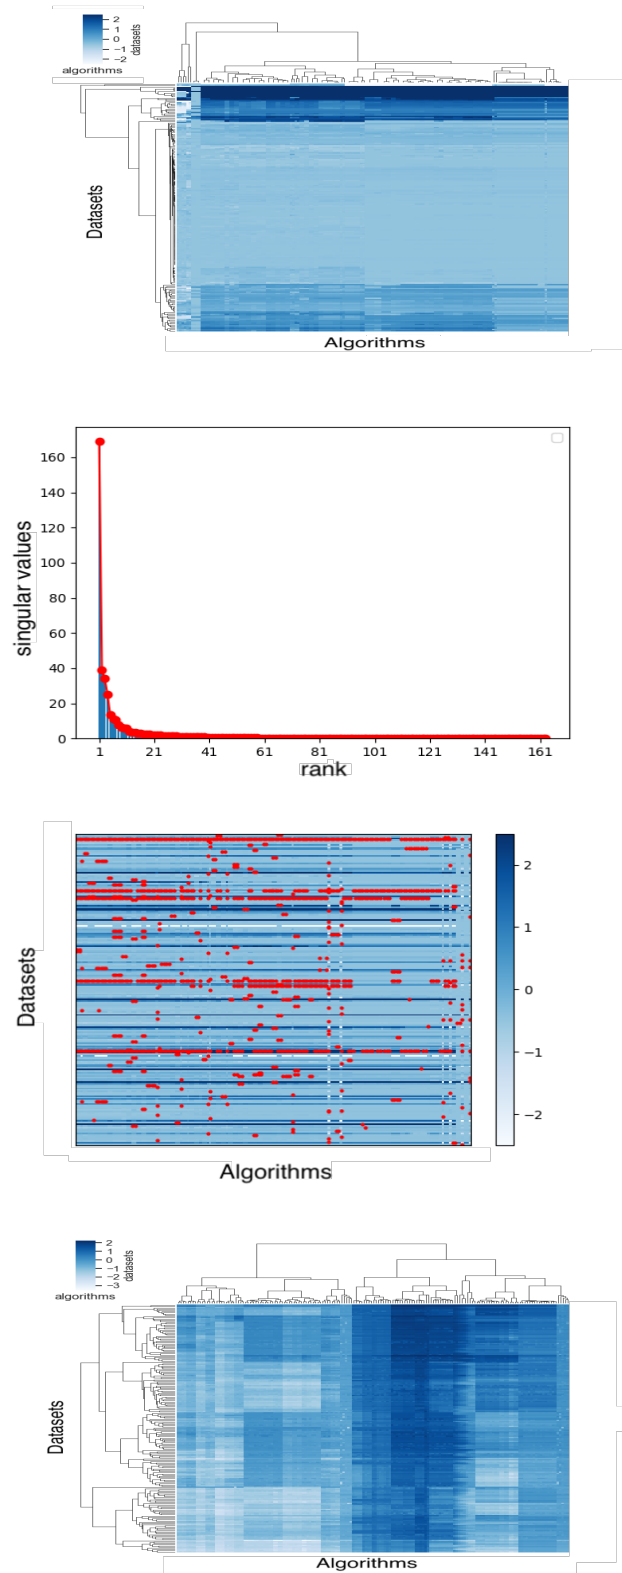 2
1
0
−1
−2
datasets
algorithms
Datasets
Algorithms
160
140
120
100
80
60
40
20
0
singular values
1 21 41 61 81 101 121 141 161
rank
Datasets
2
1
0
−1
−2
Algorithms
2
1
0
−1
−2
−3
datasets
algorithms
Datasets
Algorithms